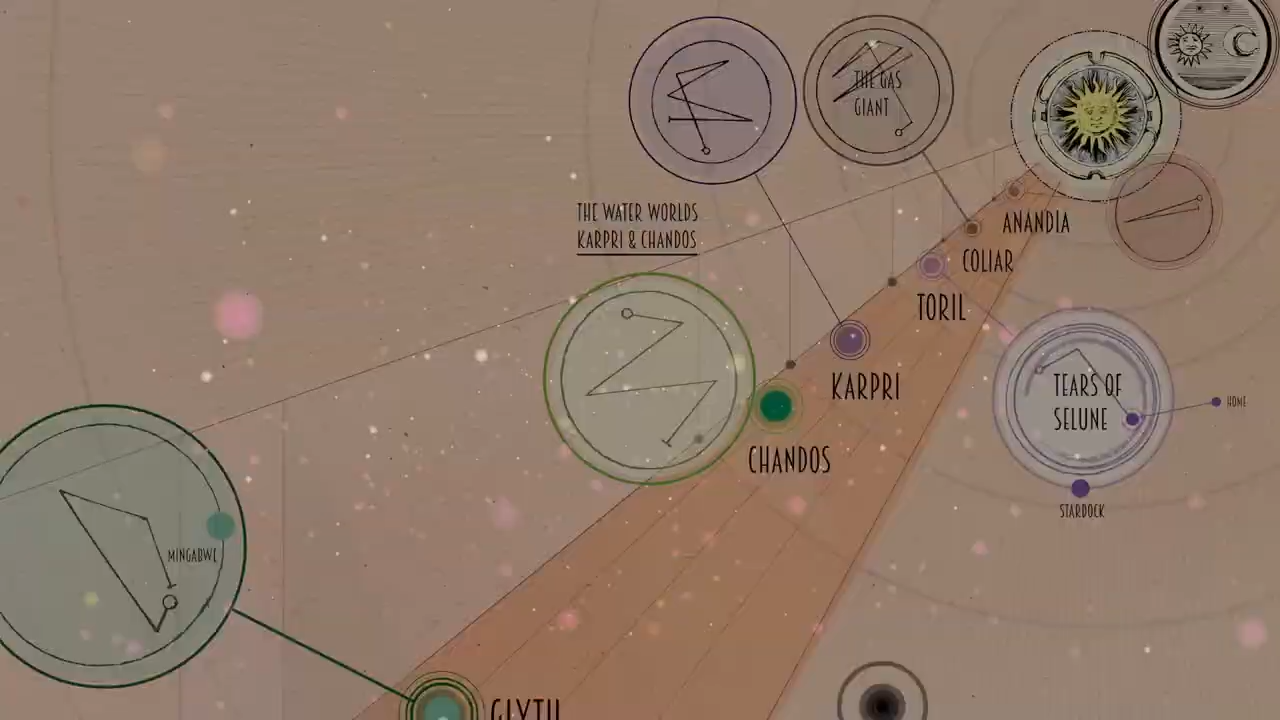 THE GAS
GIANT
THE WATER WORLDS
KARPRI & CHANDOS
ANANDIA
COLIAR
TORIL
KARPRI
TEARS OF
SELUNE
HOME
CHANDOS
STARDOCK
MINGABWE